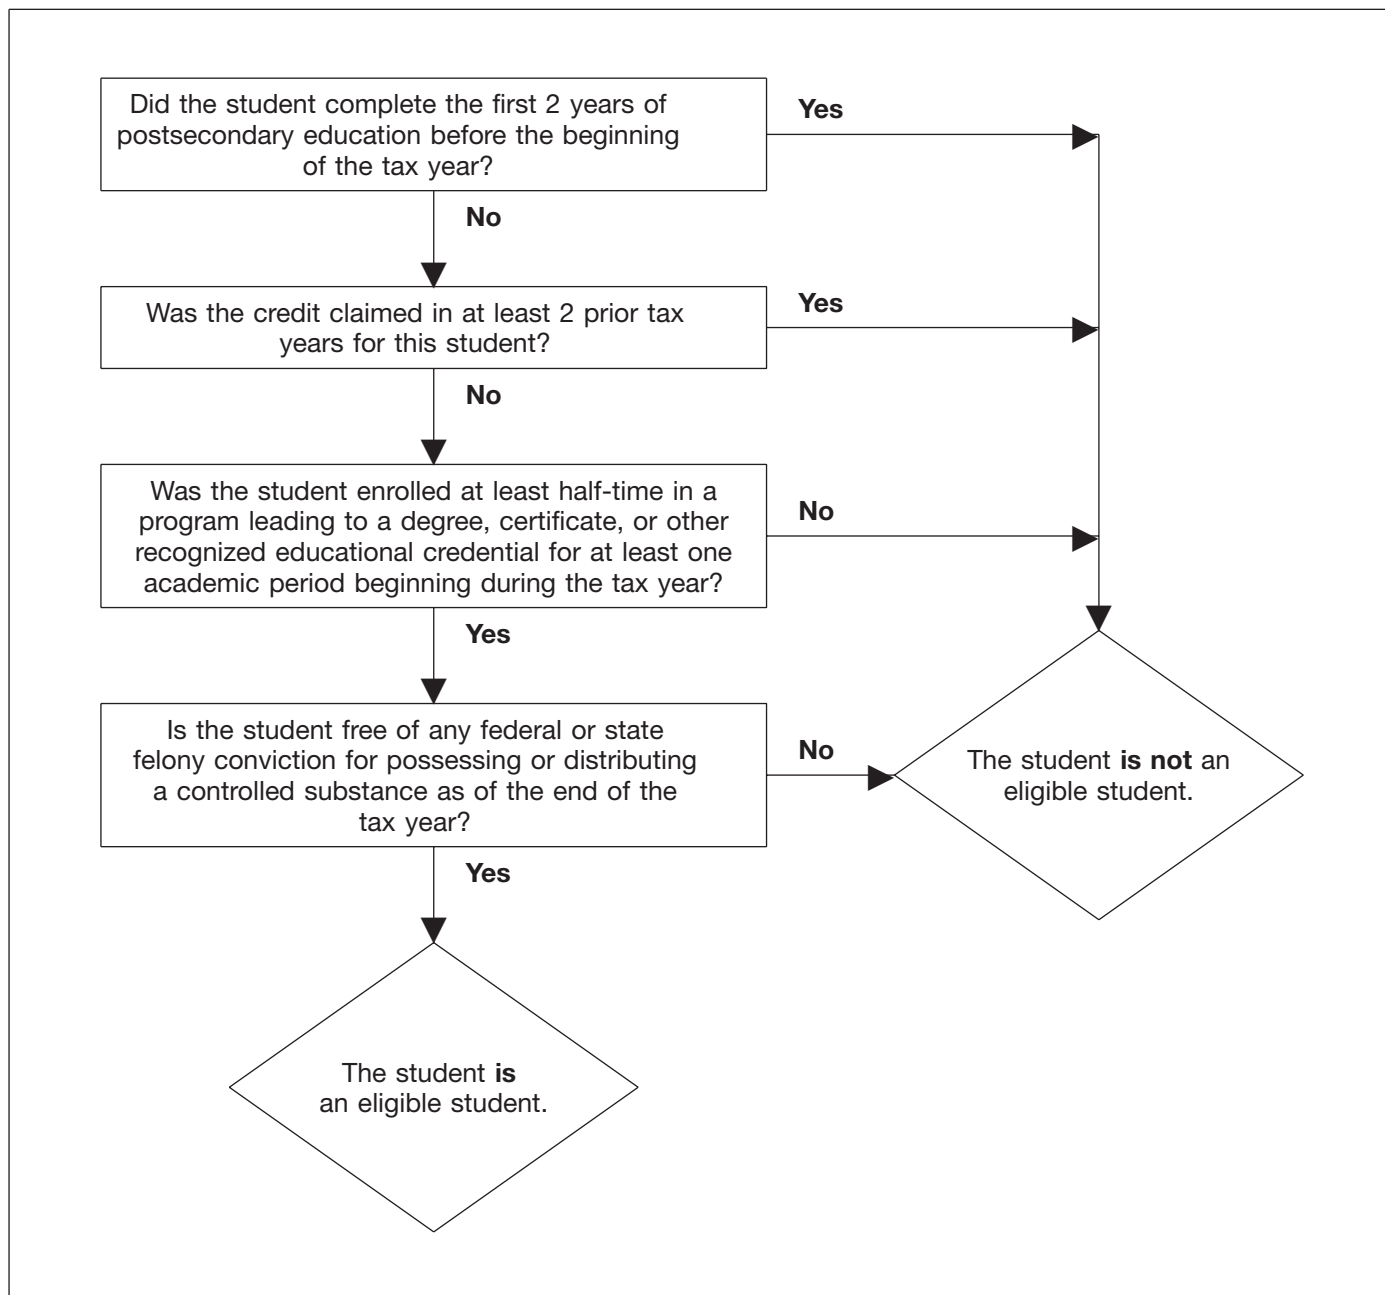 Did the student complete the first 2 years of
postsecondary education before the beginning
of the tax year?
Yes
No
Was the credit claimed in at least 2 prior tax
years for this student?
Yes
No
Was the student enrolled at least half-time in a
program leading to a degree, certificate, or other
recognized educational credential for at least one
academic period beginning during the tax year?
No
Yes
Is the student free of any federal or state
felony conviction for possessing or distributing
a controlled substance as of the end of the
tax year?
No
The student is not an
eligible student.
Yes
The student is
an eligible student.